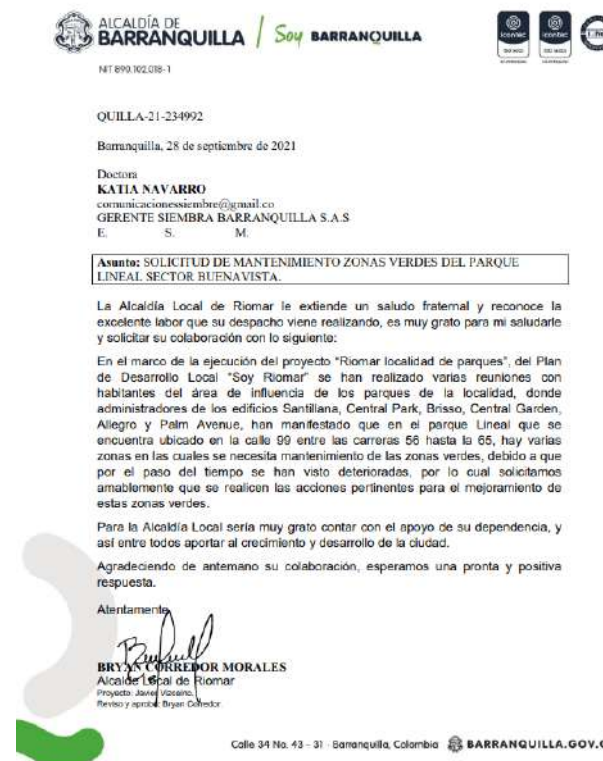 ALCALDÍA DE
BARRANQUILLA
Soy BARRANQUILLA
NIT 890.102.018-1
QUILLA-21-234992
Barranquilla, 28 de septiembre de 2021
Doctora
KATIA NAVARRO
comunicacionessiembre@gmail.co
GERENTE SIEMBRA BARRANQUILLA S.A.S
E. S. M.
Asunto: SOLICITUD DE MANTENIMIENTO ZONAS VERDES DEL PARQUE
LINEAL SECTOR BUENAVISTA.
La Alcaldía Local de Riomar le extiende un saludo fraternal y reconoce la
excelente labor que su despacho viene realizando, es muy grato para mi saludarle
y solicitar su colaboración con lo siguiente:
En el marco de la ejecución del proyecto “Riomar localidad de parques”, del Plan
de Desarrollo Local “Soy Riomar” se han realizado varias reuniones con
habitantes del área de influencia de los parques de la localidad, donde
administradores de los edificios Santillana, Central Park, Brisso, Central Garden,
Allegro y Palm Avenue, han manifestado que en el parque Lineal que se
encuentra ubicado en la calle 99 entre las carreras 56 hasta la 65, hay varias
zonas en las cuales se necesita mantenimiento de las zonas verdes, debido a que
por el paso del tiempo se han visto deterioradas, por lo cual solicitamos
amablemente que se realicen las acciones pertinentes para el mejoramiento de
estas zonas verdes.
Para la Alcaldía Local sería muy grato contar con el apoyo de su dependencia, y
así entre todos aportar al crecimiento y desarrollo de la ciudad.
Agradeciendo de antemano su colaboración, esperamos una pronta y positiva
respuesta.
Atentamente,
BRYAN CORREDOR MORALES
Alcalde Local de Riomar
Proyecto: Javier Vizcaino.
Reviso y aprobó: Bryan Corredor
Calle 34 No. 43 - 31 · Barranquilla, Colombia
BARRANQUILLA.GOV.C
icontec
icontec